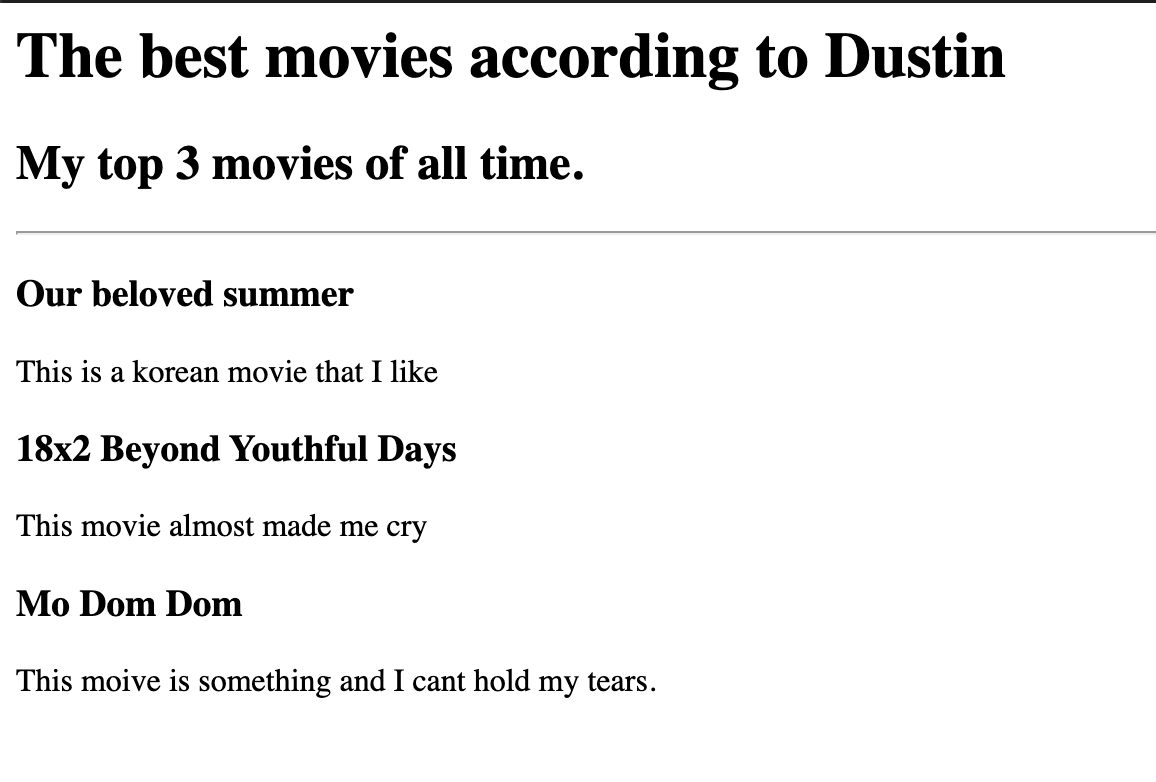 The best movies according to Dustin
My top 3 movies of all time.
Our beloved summer
This is a korean movie that I like
18x2 Beyond Youthful Days
This movie almost made me cry
Mo Dom Dom
This moive is something and I cant hold my tears.